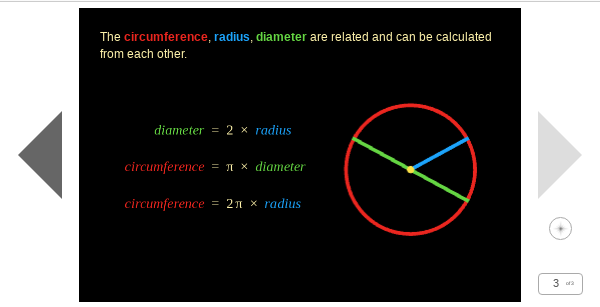 The circumference, radius, diameter are related and can be calculated
from each other.
diameter = 2 × radius
circumference = π × diameter
circumference = 2π × radius
3 of 3